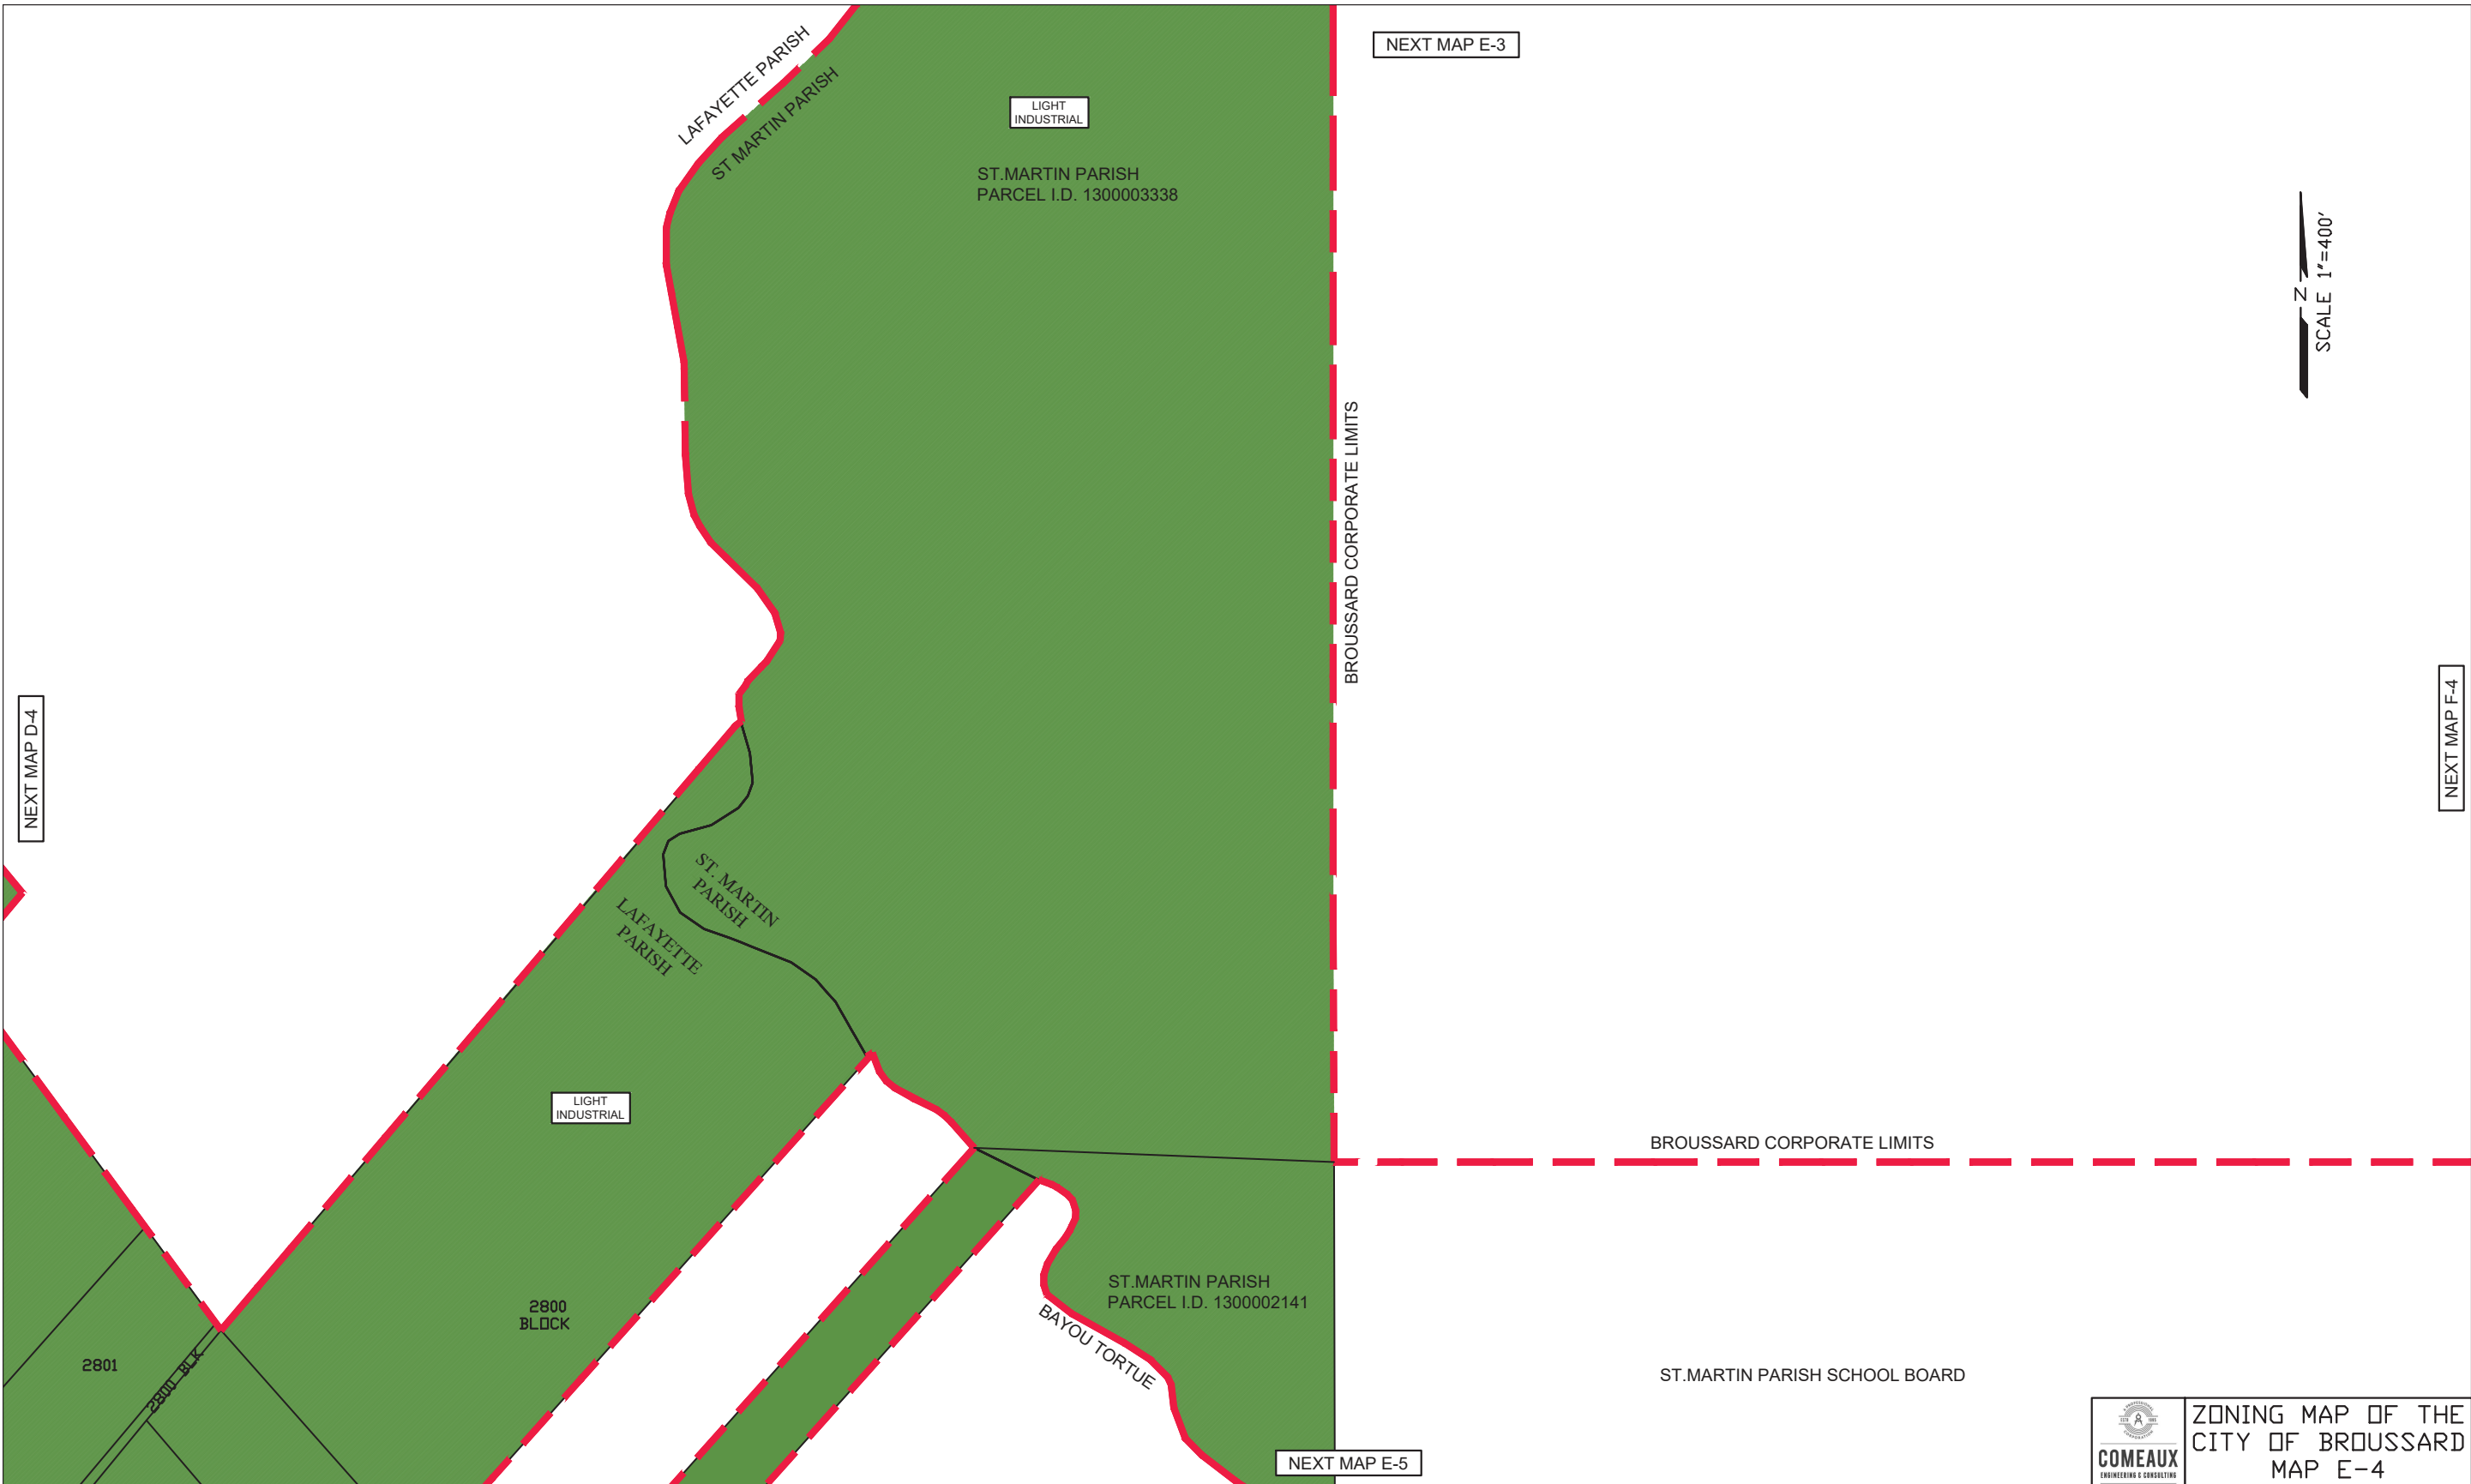 LAFAYETTE PARISH
ST MARTIN PARISH
NEXT MAP E-3
LIGHT
INDUSTRIAL
ST.MARTIN PARISH
PARCEL I.D. 1300003338
N
SCALE 1"=400'
BROUSSARD CORPORATE LIMITS
NEXT MAP D-4
NEXT MAP F-4
ST. MARTIN
PARISH
LAFAYETTE
PARISH
LIGHT
INDUSTRIAL
BROUSSARD CORPORATE LIMITS
2800
BLOCK
ST.MARTIN PARISH
PARCEL I.D. 1300002141
BAYOU TORTUE
2801
2800 BLK
ST.MARTIN PARISH SCHOOL BOARD
NEXT MAP E-5
COMEAUX
ENGINEERING & CONSULTING
ZONING MAP OF THE
CITY OF BROUSSARD
MAP E-4